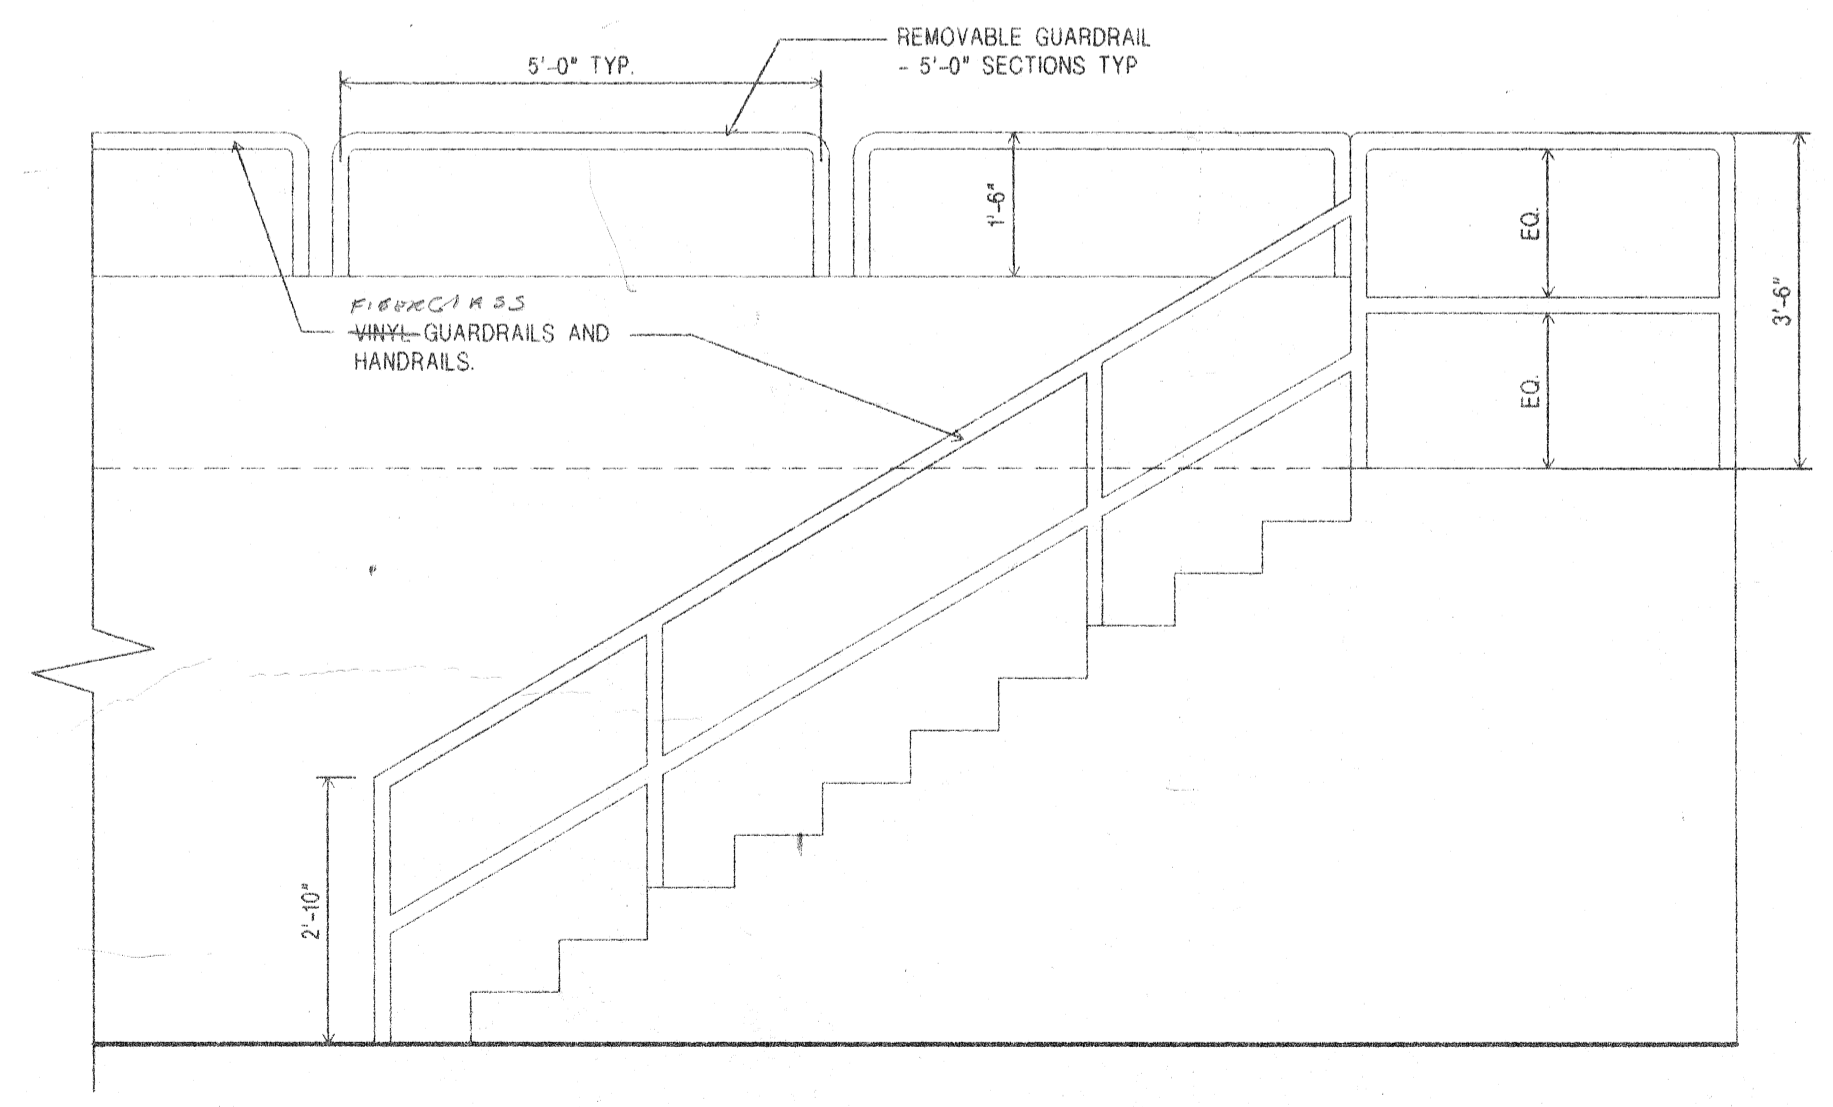 REMOVABLE GUARDRAIL
- 5'-0" SECTIONS TYP
5'-0" TYP.
1'-6"
EQ.
3'-6"
EQ.
FIBERGLASS
VINYL GUARDRAILS AND
HANDRAILS.
2'-10"